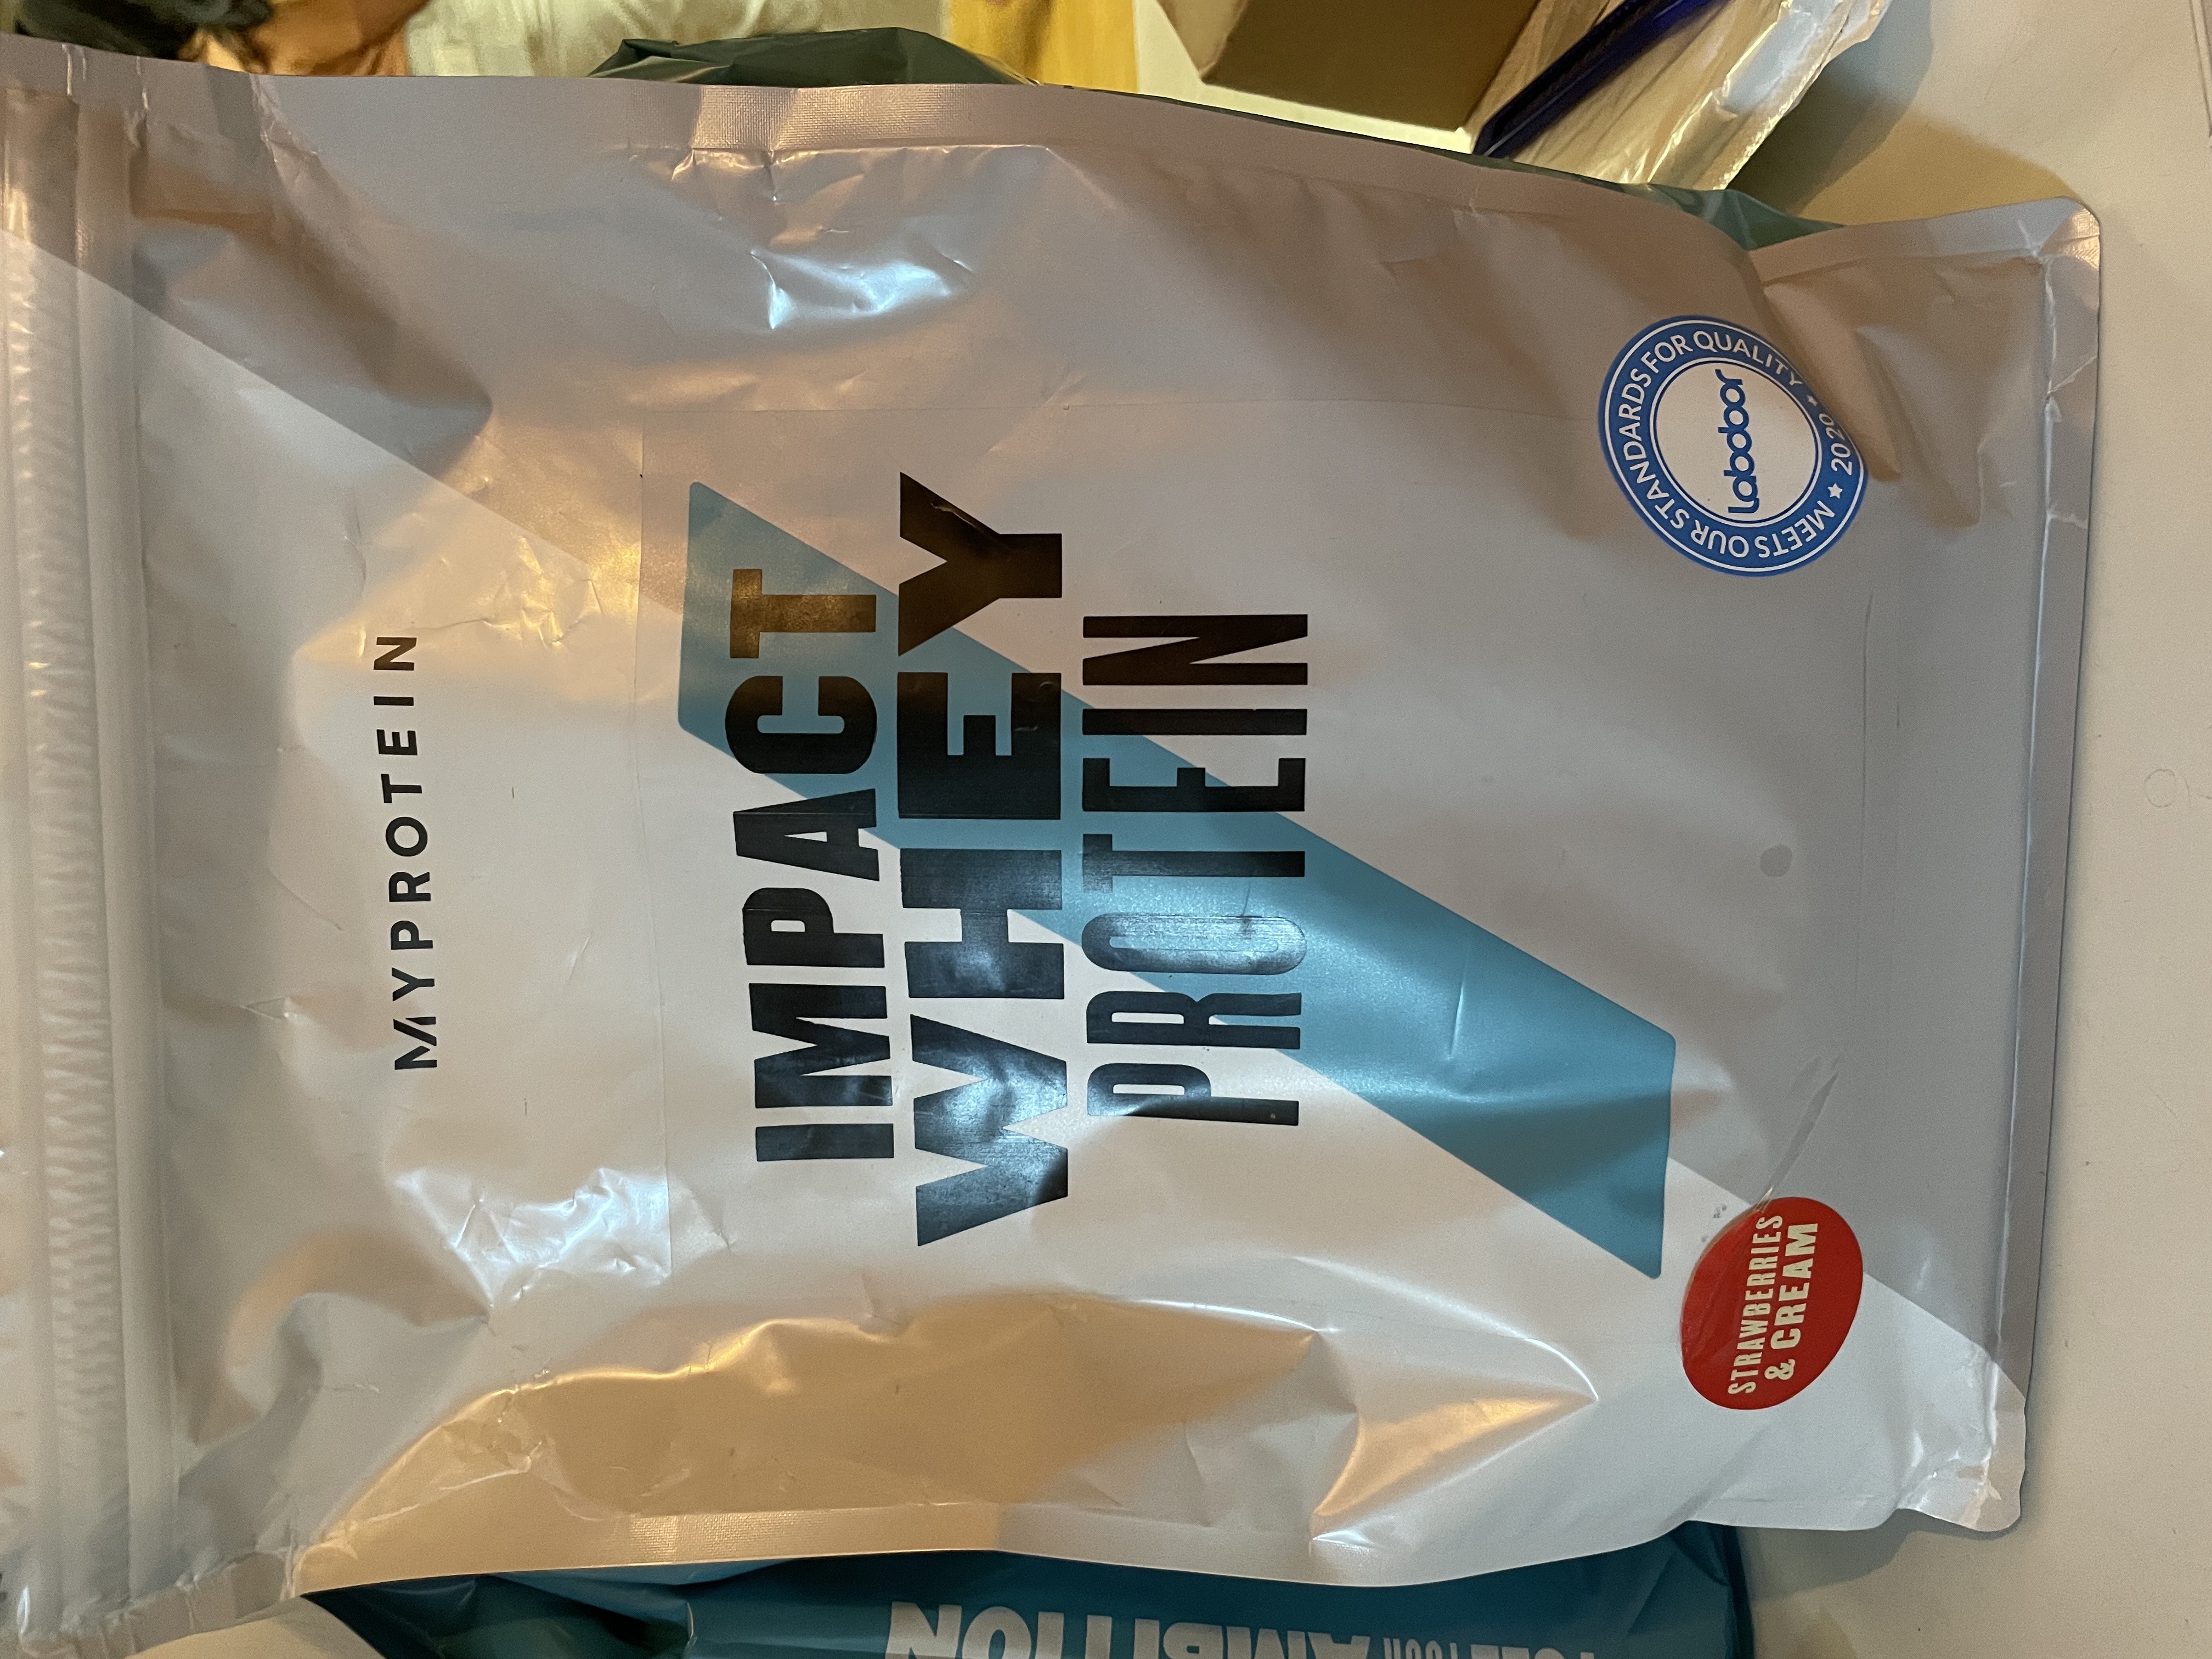 MYPROTEIN
IMPACT
WHEY
PROTEIN
STRAWBERRIES
& CREAM
MEETS OUR STANDARDS FOR QUALITY
labdoor
★ 2020 ★
AMBITION